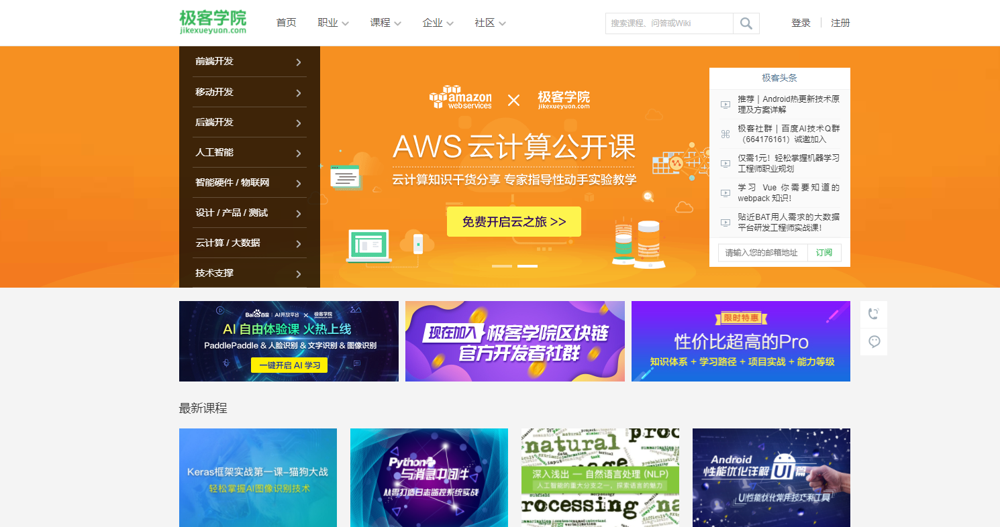 极客学院
jikexueyuan.com
首页 职业 课程 企业 社区
搜索课程、问答或Wiki
登录 注册
前端开发
移动开发
后端开发
人工智能
智能硬件 / 物联网
设计 / 产品 / 测试
云计算 / 大数据
技术支撑
amazon
web services
极客学院
jikexueyuan.com
AWS 云计算公开课
云计算知识干货分享 专家指导性动手实验教学
免费开启云之旅 >>
极客头条
推荐｜Android热更新技术原
理及方案详解
极客社群｜百度AI技术Q群
（664176161）诚邀加入
仅需1元！轻松掌握机器学习
工程师职业规划
学习 Vue 你需要知道的
webpack 知识！
贴近BAT用人需求的大数据
平台研发工程师实战课！
请输入您的邮箱地址 订阅
Bai百度 | AI开放平台 × 极客学院
AI 自由体验课 火热上线
PaddlePaddle & 人脸识别 & 文字识别 & 图像识别
一键开启 AI 学习
现在加入 极客学院区块链
官方开发者社群
限时特惠
性价比超高的Pro
知识体系 + 学习路径 + 项目实战 + 能力等级
最新课程
Keras框架实战第一课-猫狗大战
轻松掌握AI图像识别技术
Python
与消息中间件
从零打造日志监控系统实战
natural
深入浅出 — 自然语言处理 (NLP)
人工智能的重大分支之一，探索语言的魅力
rocessing
Android
性能优化详解 UI篇
UI性能优化常用技巧和工具